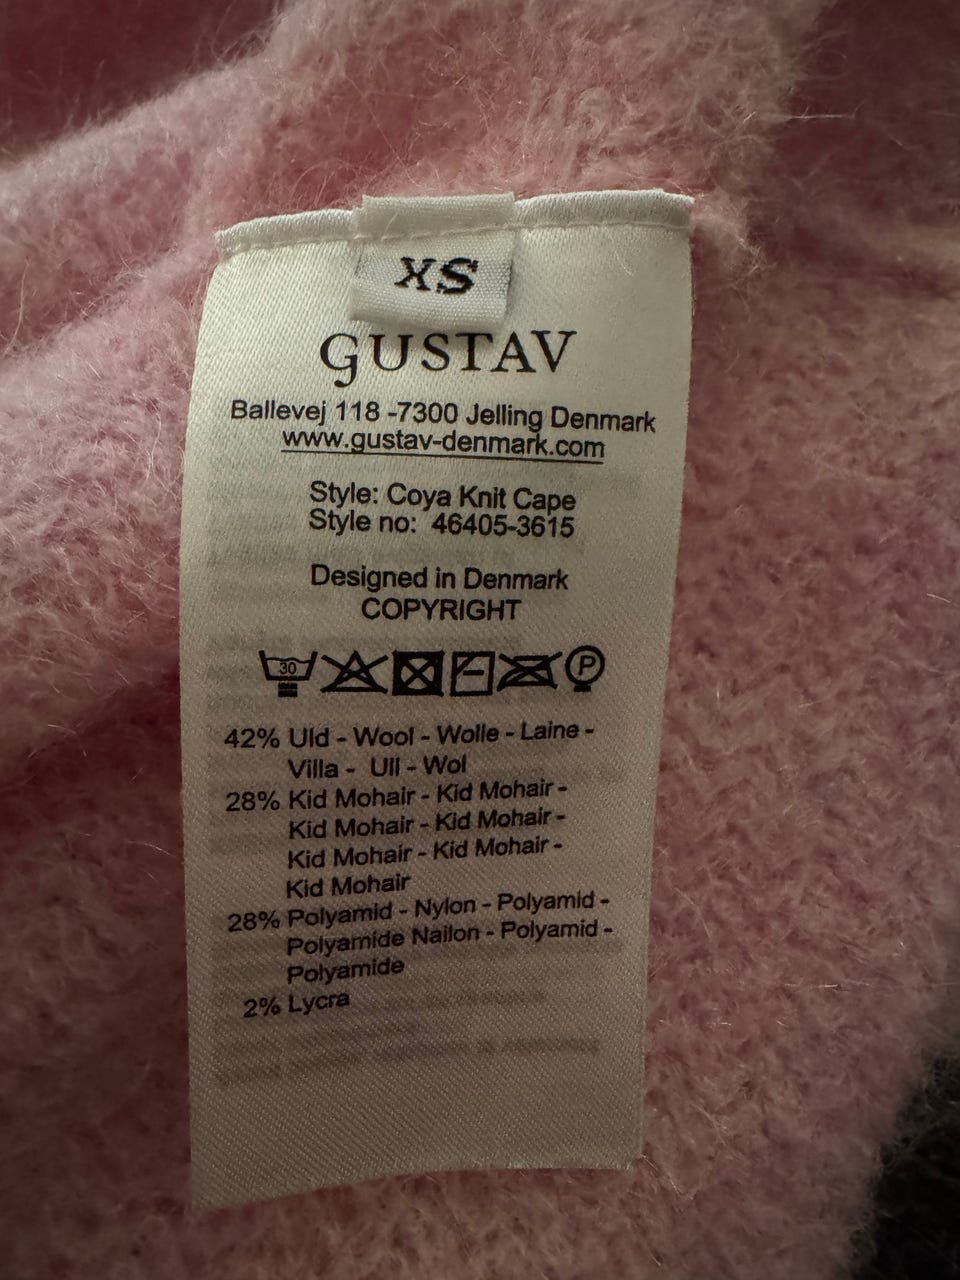 XS
GUSTAV
Ballevej 118 -7300 Jelling Denmark
www.gustav-denmark.com
Style: Coya Knit Cape
Style no: 46405-3615
Designed in Denmark
COPYRIGHT
30 P
42% Uld - Wool - Wolle - Laine -
Villa - Ull - Wol
28% Kid Mohair - Kid Mohair -
Kid Mohair - Kid Mohair -
Kid Mohair - Kid Mohair -
Kid Mohair
28% Polyamid - Nylon - Polyamid -
Polyamide Nailon - Polyamid -
Polyamide
2% Lycra